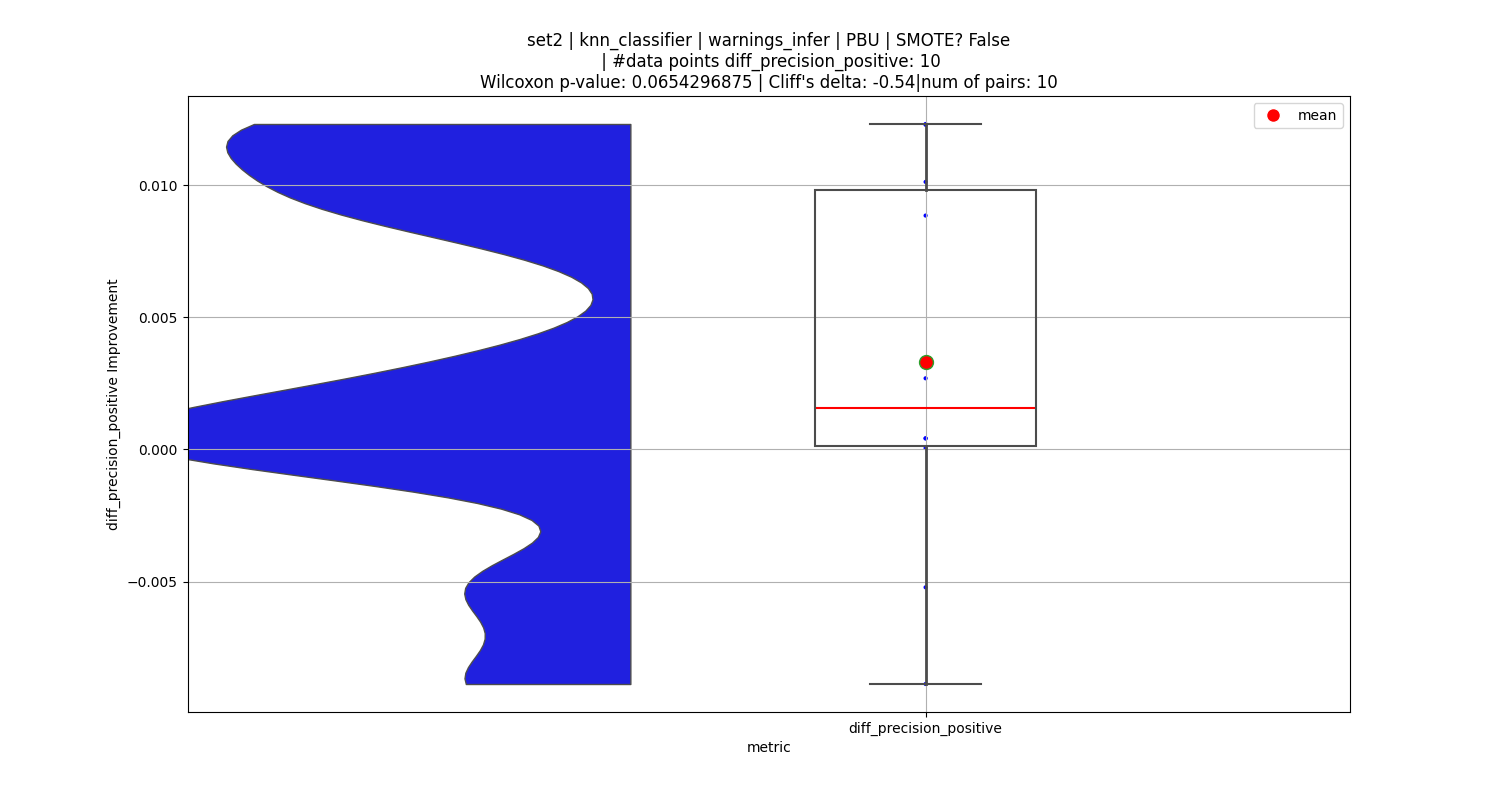 set2 | knn_classifier | warnings_infer | PBU | SMOTE? False
| #data points diff_precision_positive: 10
Wilcoxon p-value: 0.0654296875 | Cliff's delta: -0.54|num of pairs: 10
mean
0.010
0.005
0.000
−0.005
diff_precision_positive Improvement
diff_precision_positive
metric